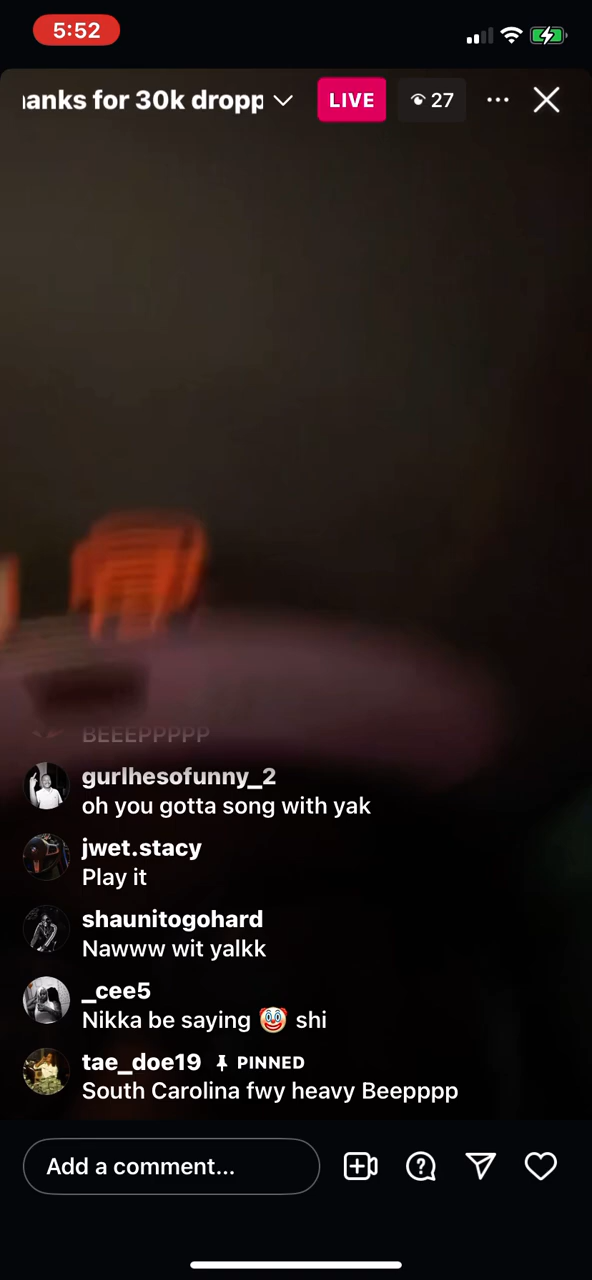 5:52
anks for 30k dropp
LIVE
27
BEEEPPPPP
gurlhesofunny_2
oh you gotta song with yak
jwet.stacy
Play it
shaunitogohard
Nawww wit yalkk
_cee5
Nikka be saying 🤡 shi
tae_doe19 PINNED
South Carolina fwy heavy Beepppp
Add a comment...